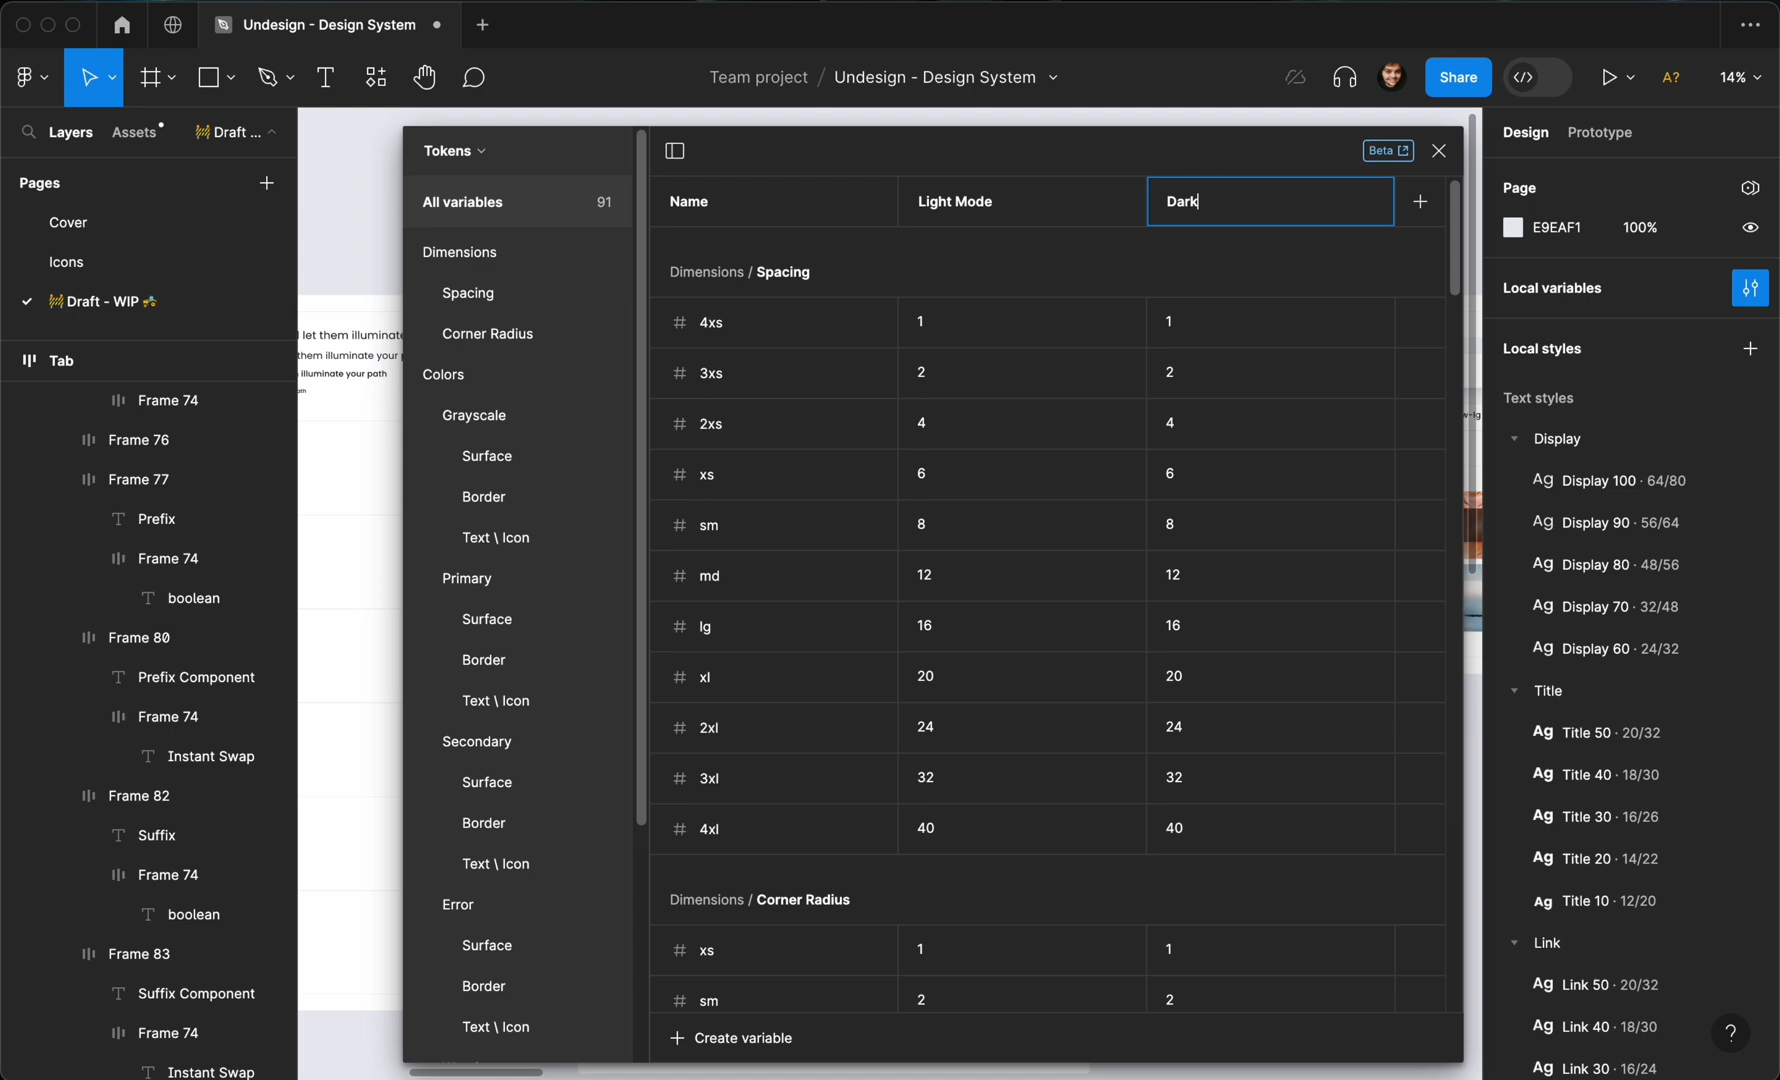 Undesign - Design System
Team project / Undesign - Design System
Share
A?
14%
Layers
Assets
Draft ...
Pages
Cover
Icons
Draft - WIP
Tab
Frame 74
Frame 76
Frame 77
Prefix
Frame 74
boolean
Frame 80
Prefix Component
Frame 74
Instant Swap
Frame 82
Suffix
Frame 74
boolean
Frame 83
Suffix Component
Frame 74
Instant Swap
l let them illuminate
them illuminate your p
illuminate your path
Tokens
All variables 91
Dimensions
Spacing
Corner Radius
Colors
Grayscale
Surface
Border
Text \ Icon
Primary
Surface
Border
Text \ Icon
Secondary
Surface
Border
Text \ Icon
Error
Surface
Border
Text \ Icon
Beta
Name Light Mode Dark
Dimensions / Spacing
4xs 1 1
3xs 2 2
2xs 4 4
xs 6 6
sm 8 8
md 12 12
lg 16 16
xl 20 20
2xl 24 24
3xl 32 32
4xl 40 40
Dimensions / Corner Radius
xs 1 1
sm 2 2
+ Create variable
w-lg
Design
Prototype
Page
E9EAF1 100%
Local variables
Local styles
Text styles
Display
Ag Display 100 · 64/80
Ag Display 90 · 56/64
Ag Display 80 · 48/56
Ag Display 70 · 32/48
Ag Display 60 · 24/32
Title
Ag Title 50 · 20/32
Ag Title 40 · 18/30
Ag Title 30 · 16/26
Ag Title 20 · 14/22
Ag Title 10 · 12/20
Link
Ag Link 50 · 20/32
Ag Link 40 · 18/30
Ag Link 30 · 16/24
?